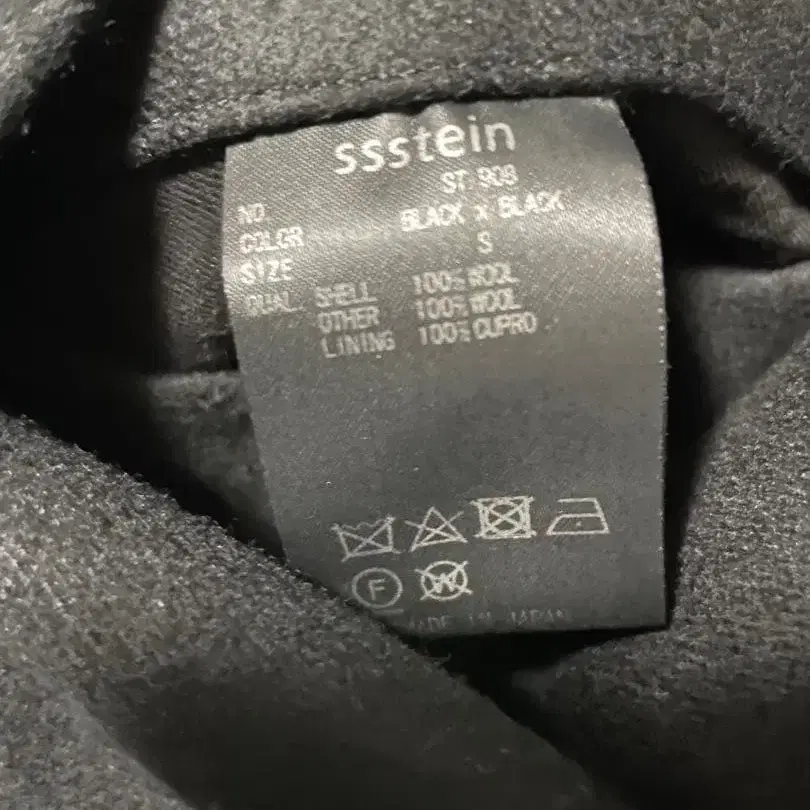 ssstein
NO. ST.908
COLOR BLACK x BLACK
SIZE S
QUAL. SHELL 100% WOOL
OTHER 100% WOOL
LINING 100% CUPRO
F W
MADE IN JAPAN